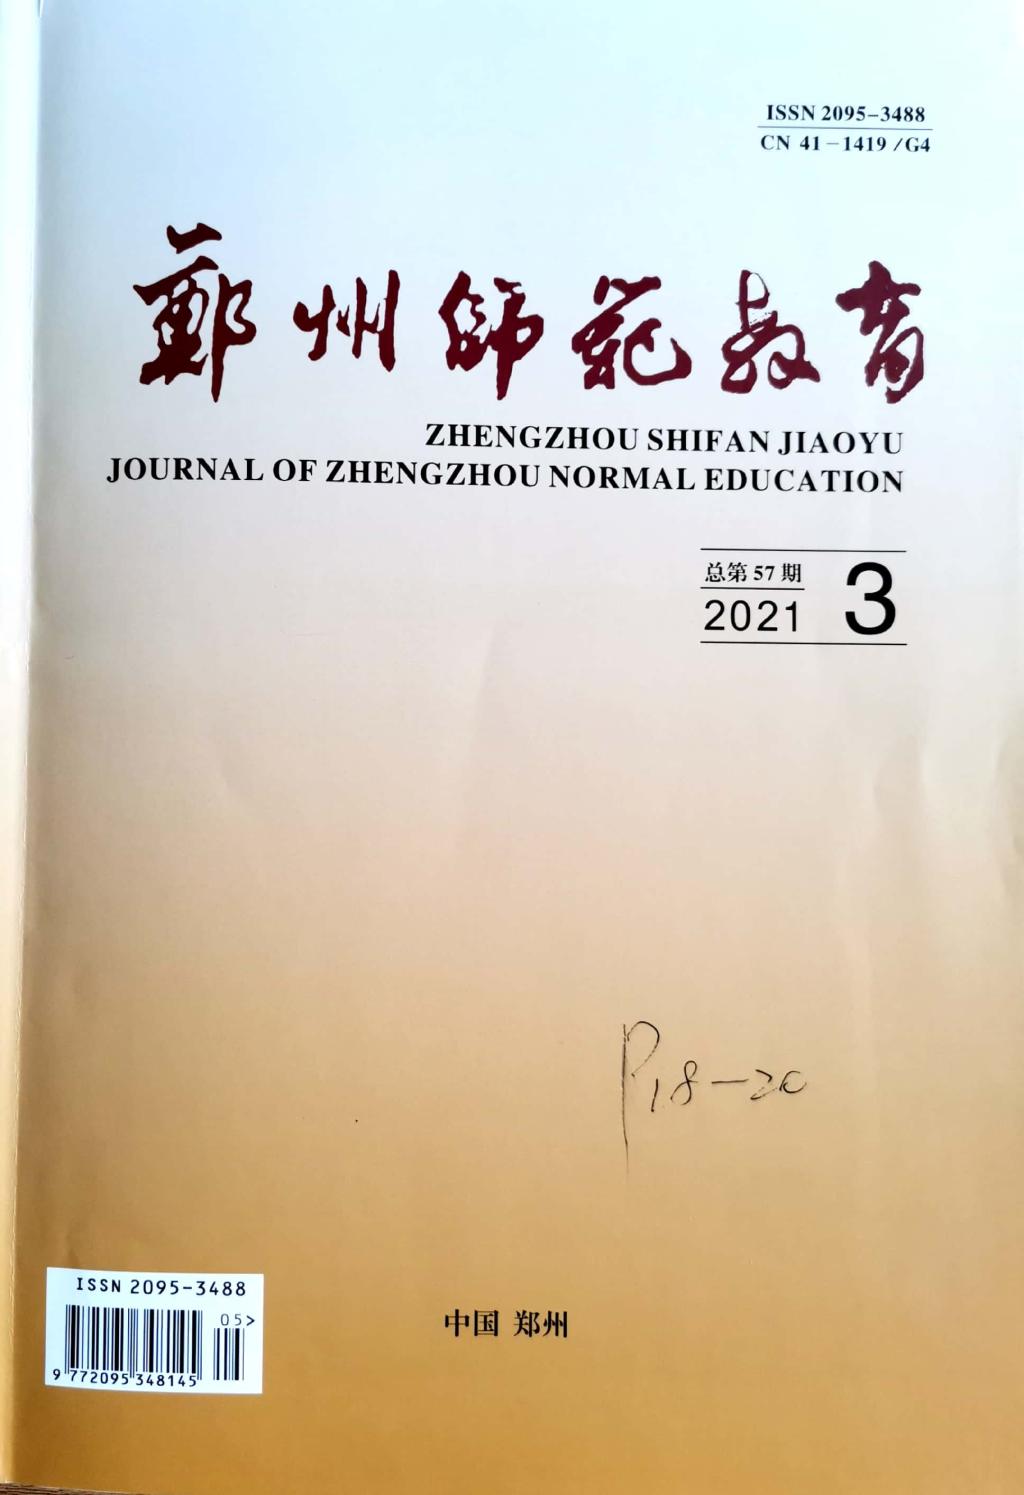 ISSN 2095-3488
CN 41-1419/G4
鄭州師範教育
ZHENGZHOU SHIFAN JIAOYU
JOURNAL OF ZHENGZHOU NORMAL EDUCATION
总第57期
2021
3
P18-20
ISSN 2095-3488
05>
9 772095 348145
中国 郑州